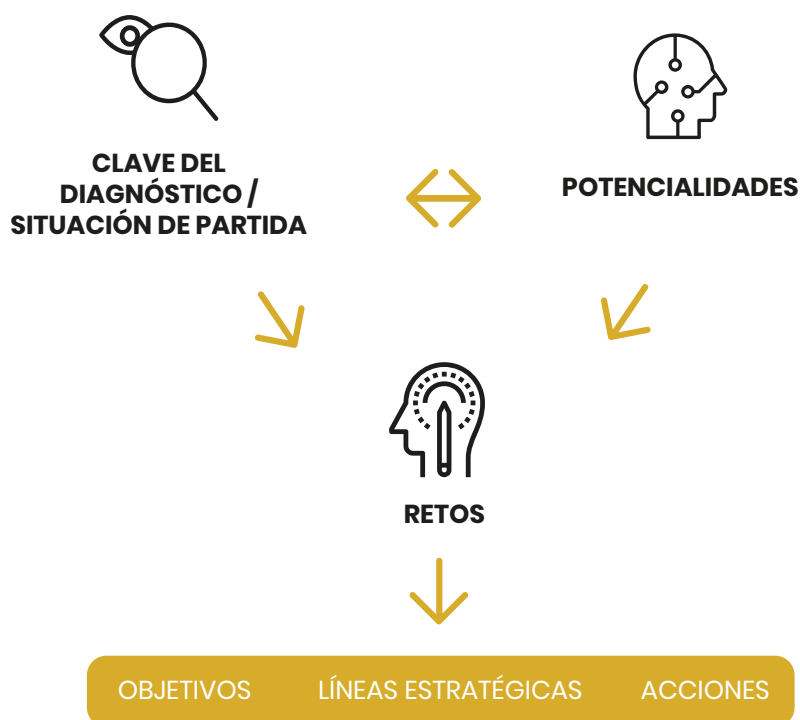 CLAVE DEL
DIAGNÓSTICO /
SITUACIÓN DE PARTIDA
POTENCIALIDADES
RETOS
OBJETIVOS LÍNEAS ESTRATÉGICAS ACCIONES